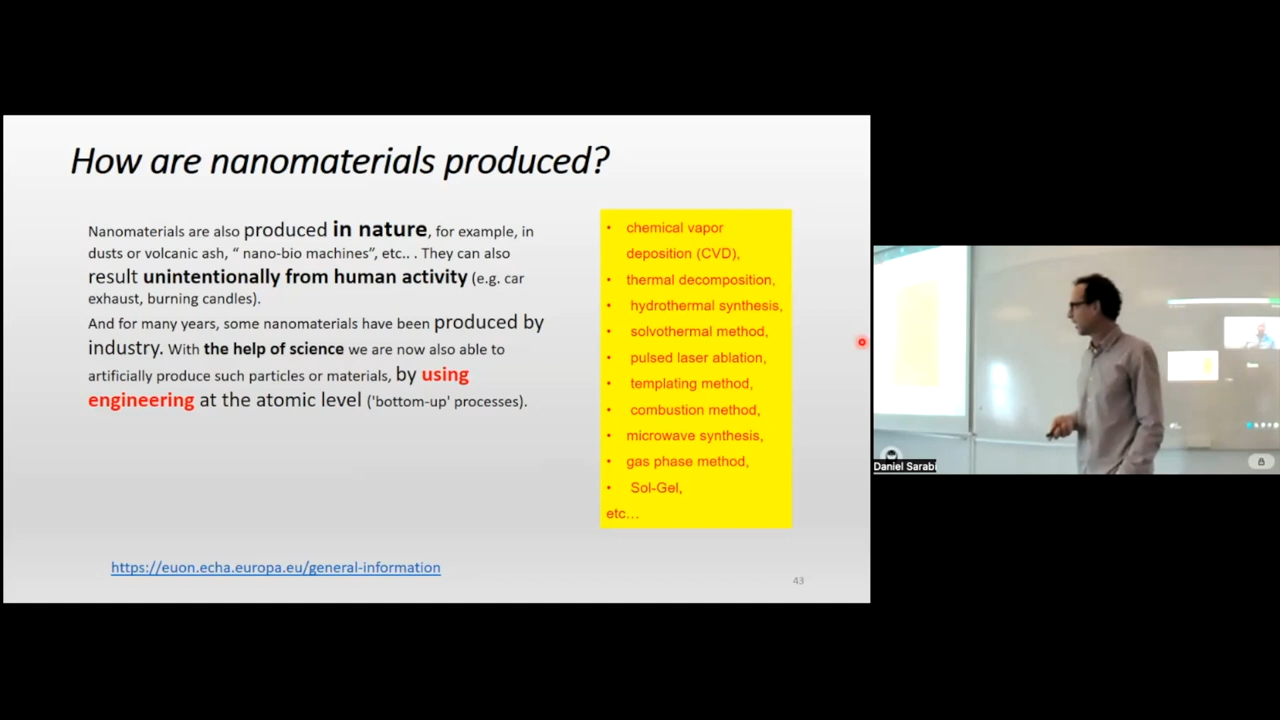 How are nanomaterials produced?
Nanomaterials are also produced in nature, for example, in
dusts or volcanic ash, “ nano-bio machines”, etc.. . They can also
result unintentionally from human activity (e.g. car
exhaust, burning candles).
And for many years, some nanomaterials have been produced by
industry. With the help of science we are now also able to
artificially produce such particles or materials, by using
engineering at the atomic level ('bottom-up' processes).
• chemical vapor
deposition (CVD),
• thermal decomposition,
• hydrothermal synthesis,
• solvothermal method,
• pulsed laser ablation,
• templating method,
• combustion method,
• microwave synthesis,
• gas phase method,
• Sol-Gel,
etc…
https://euon.echa.europa.eu/general-information
43
Daniel Sarabi